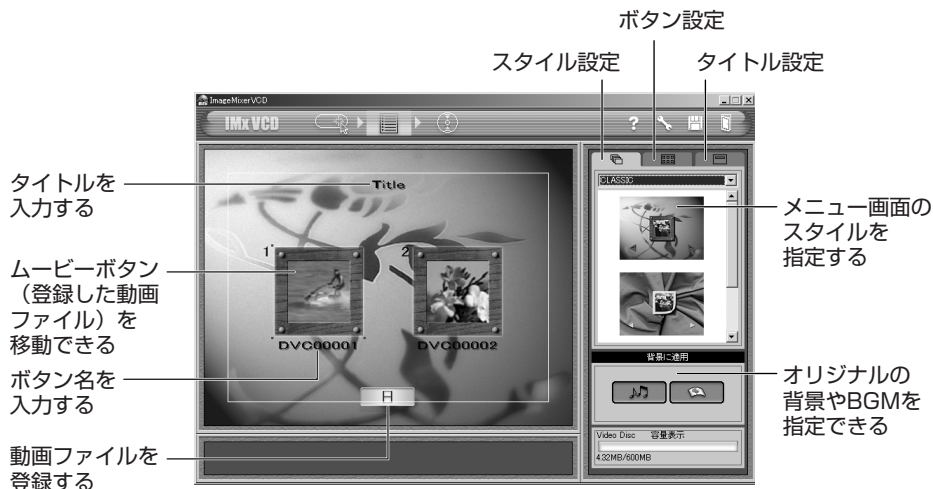 ボタン設定
スタイル設定
タイトル設定
ImageMixerVCD
IMx VCD
?
タイトルを
入力する
Title
CLASSIC
メニュー画面の
スタイルを
指定する
1
2
ムービーボタン
（登録した動画
ファイル）を
移動できる
DVC00001
DVC00002
背景に適用
ボタン名を
入力する
オリジナルの
背景やBGMを
指定できる
Video Disc 容量表示
4.32MB/600MB
動画ファイルを
登録する